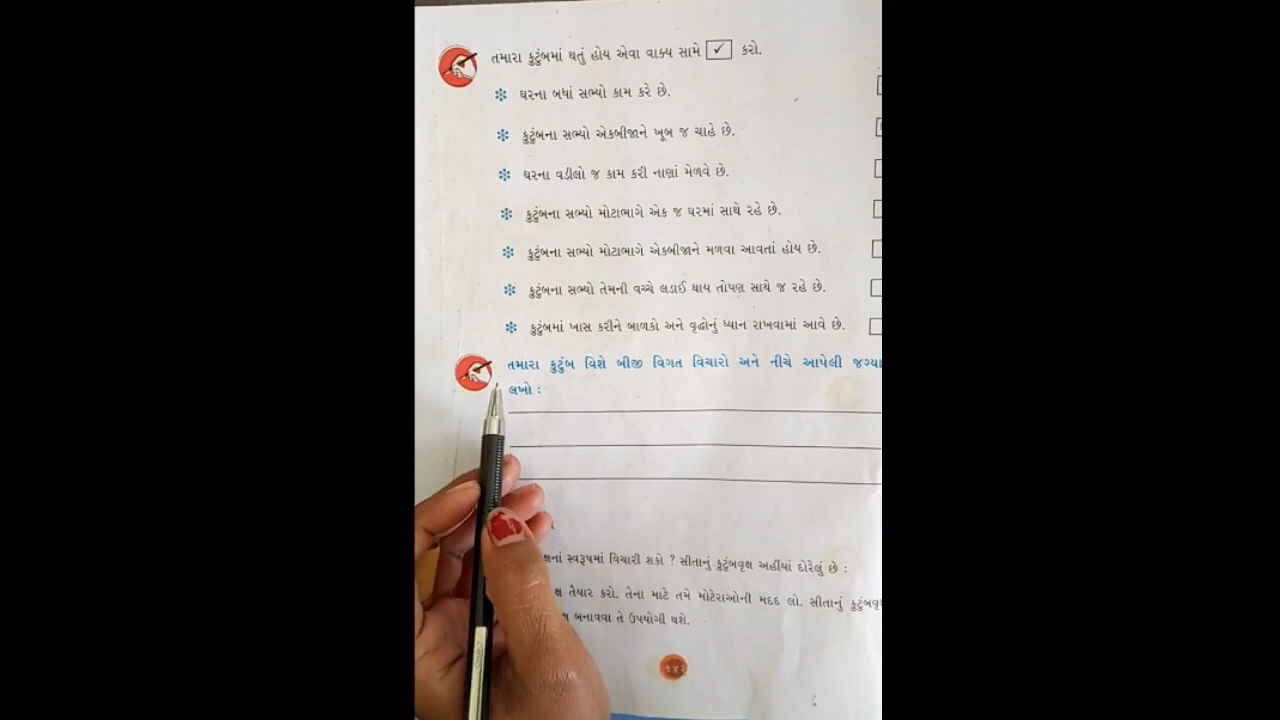 તમારા કુટુંબમાં થતું હોય એવા વાક્ય સામે ✓ કરો.
ઘરના બધાં સભ્યો કામ કરે છે.
કુટુંબના સભ્યો એકબીજાને ખૂબ જ ચાહે છે.
ઘરના વડીલો જ કામ કરી નાણાં મેળવે છે.
કુટુંબના સભ્યો મોટાભાગે એક જ ઘરમાં સાથે રહે છે.
કુટુંબના સભ્યો મોટાભાગે એકબીજાને મળવા આવતાં હોય છે.
કુટુંબના સભ્યો તેમની વચ્ચે લડાઈ થાય તોપણ સાથે જ રહે છે.
કુટુંબમાં ખાસ કરીને બાળકો અને વૃદ્ધોનું ધ્યાન રાખવામાં આવે છે.
તમારા કુટુંબ વિશે બીજી વિગત વિચારો અને નીચે આપેલી જગ્યા
લખો :
સ્વરૂપમાં વિચારી શકો ? સીતાનું કુટુંબવૃક્ષ અહીંયાં દોરેલું છે :
તૈયાર કરો. તેના માટે તમે મોટેરાઓની મદદ લો. સીતાનું
બનાવવા તે ઉપયોગી થશે.